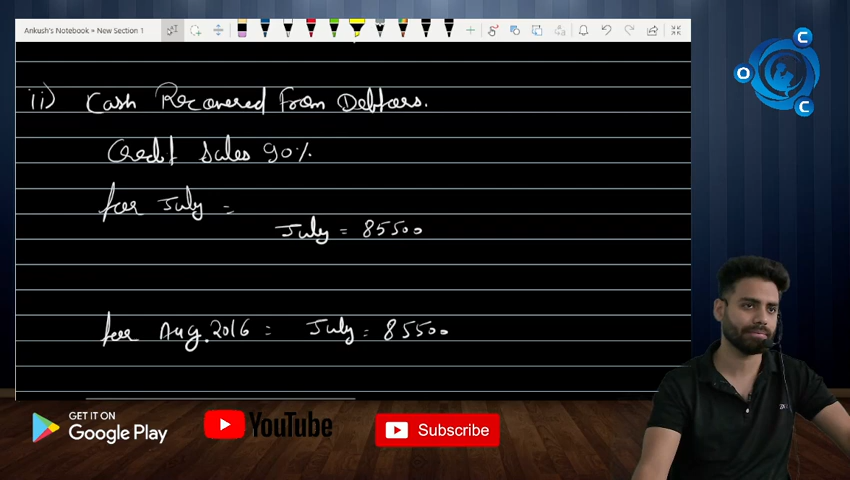 Ankush's Notebook > New Section 1
ii) Cash Recovered from Debtors.
Credit Sales 90%
for July =
July = 85500
for Aug. 2016 = July = 85500
C
O
C
GET IT ON
Google Play
YouTube
Subscribe